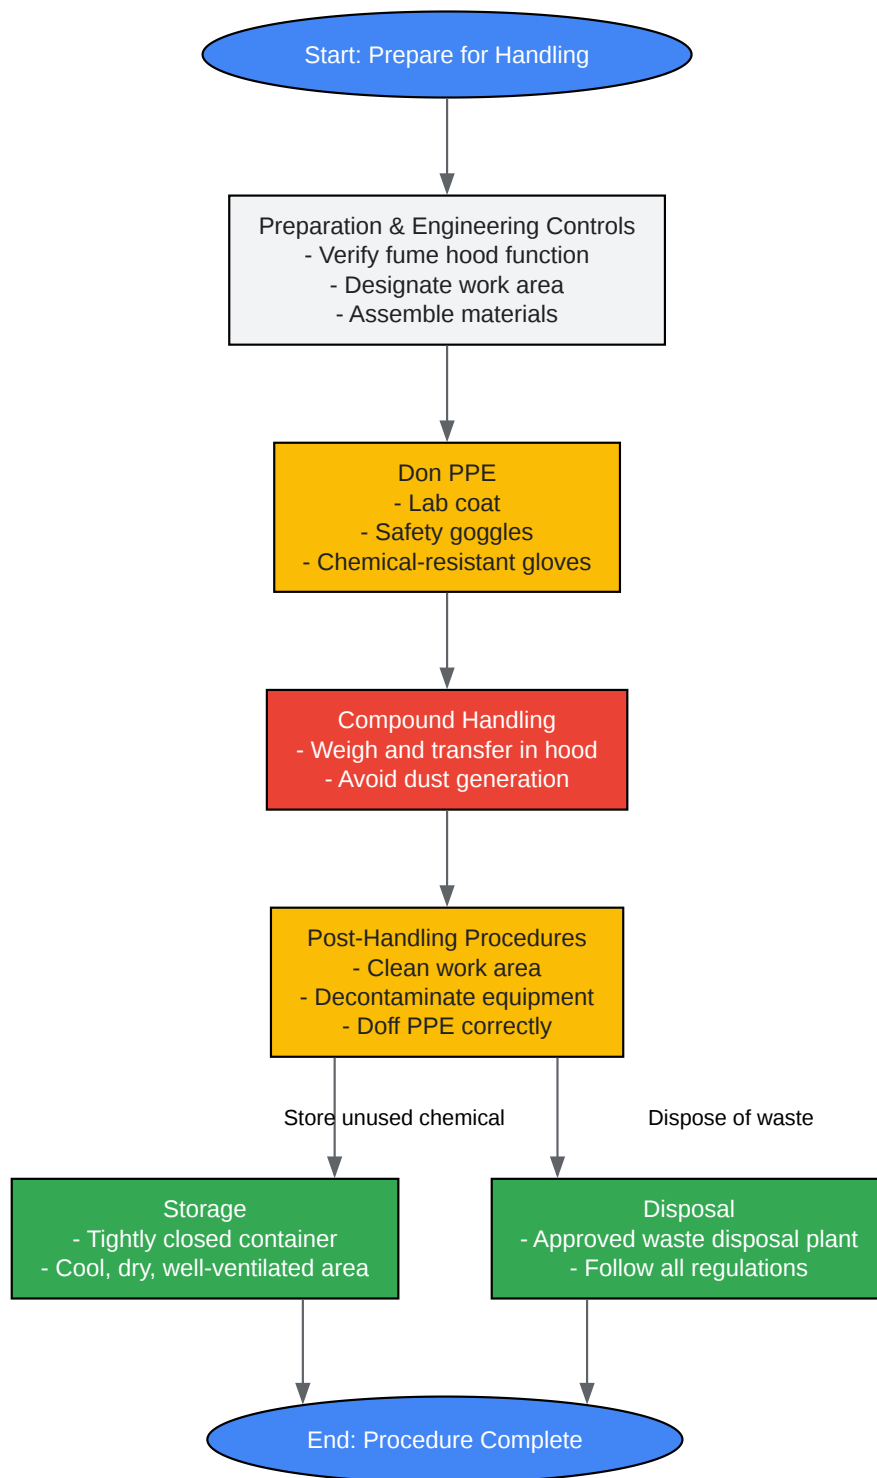 Start: Prepare for Handling
Preparation & Engineering Controls
- Verify fume hood function
- Designate work area
- Assemble materials
Don PPE
- Lab coat
- Safety goggles
- Chemical-resistant gloves
Compound Handling
- Weigh and transfer in hood
- Avoid dust generation
Post-Handling Procedures
- Clean work area
- Decontaminate equipment
- Doff PPE correctly
Store unused chemical
Dispose of waste
Storage
- Tightly closed container
- Cool, dry, well-ventilated area
Disposal
- Approved waste disposal plant
- Follow all regulations
End: Procedure Complete